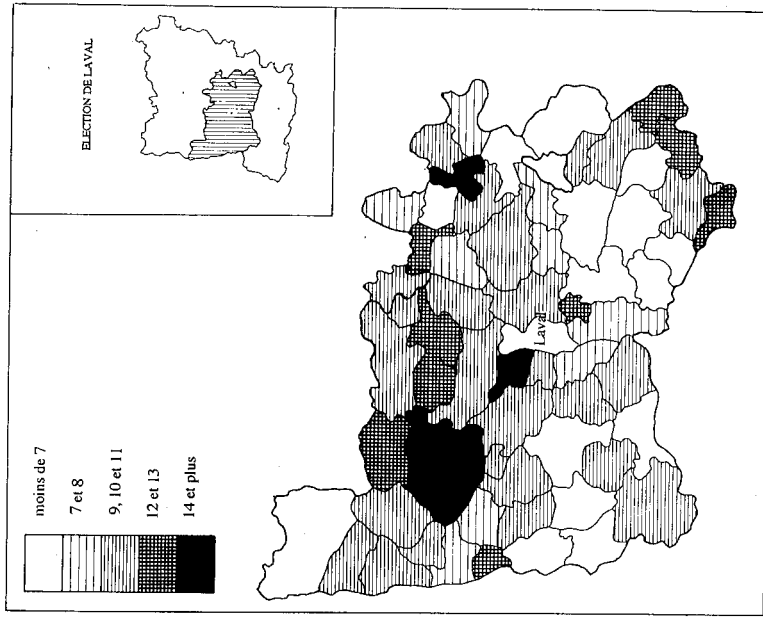 ELECTION DE LAVAL
moins de 7
7 et 8
9, 10 et 11
12 et 13
14 et plus
Laval